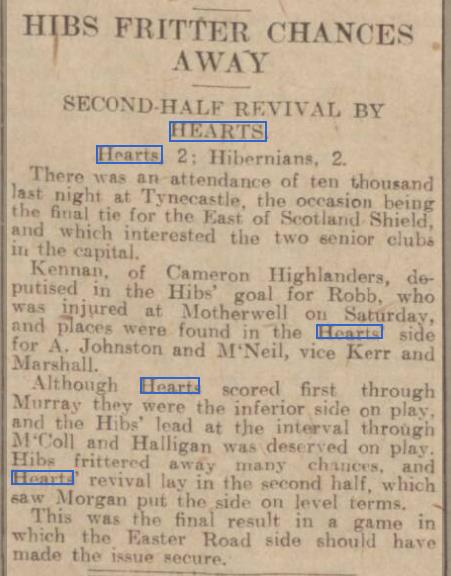 HIBS FRITTER CHANCES
AWAY
SECOND-HALF REVIVAL BY
HEARTS.
Hearts, 2; Hibernians, 2.
There was an attendance of ten thousand
last night at Tynecastle, the occasion being
the final tie for the East of Scotland Shield,
and which interested the two senior clubs
in the capital.
Kennan, of Cameron Highlanders, de-
putised in the Hibs' goal for Robb, who
was injured at Motherwell on Saturday,
and places were found in the Hearts' side
for A. Johnston and M'Neil, vice Kerr and
Marshall.
Although Hearts scored first through
Murray they were the inferior side on play,
and the Hibs' lead at the interval through
M'Coll and Halligan was deserved on play.
Hibs frittered away many chances, and
Hearts' revival lay in the second half, which
saw Morgan put the side on level terms.
This was the final result in a game in
which the Easter Road side should have
made the issue secure.